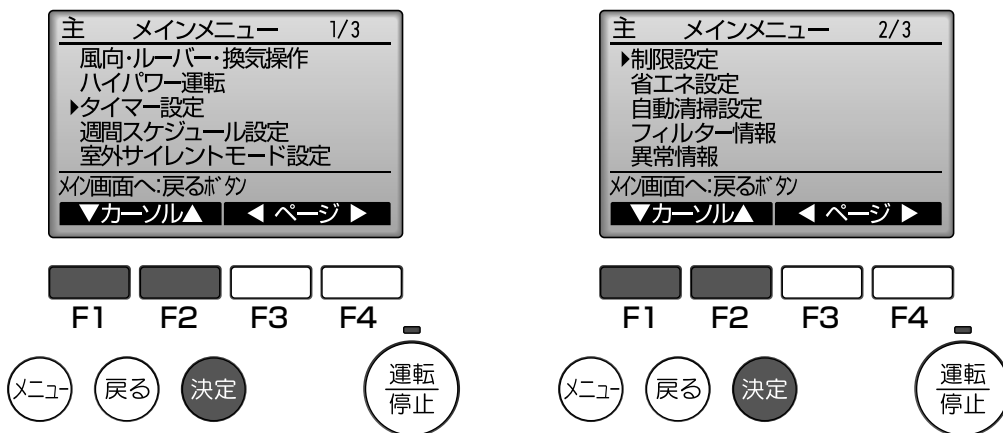 主 メインメニュー 1/3
風向・ルーバー・換気操作
ハイパワー運転
▶タイマー設定
週間スケジュール設定
室外サイレントモード設定
メイン画面へ:戻るボタン
▼カーソル▲ ◀ ページ ▶
F1 F2 F3 F4
メニュー 戻る 決定 運転
停止
主 メインメニュー 2/3
▶制限設定
省エネ設定
自動清掃設定
フィルター情報
異常情報
メイン画面へ:戻るボタン
▼カーソル▲ ◀ ページ ▶
F1 F2 F3 F4
メニュー 戻る 決定 運転
停止